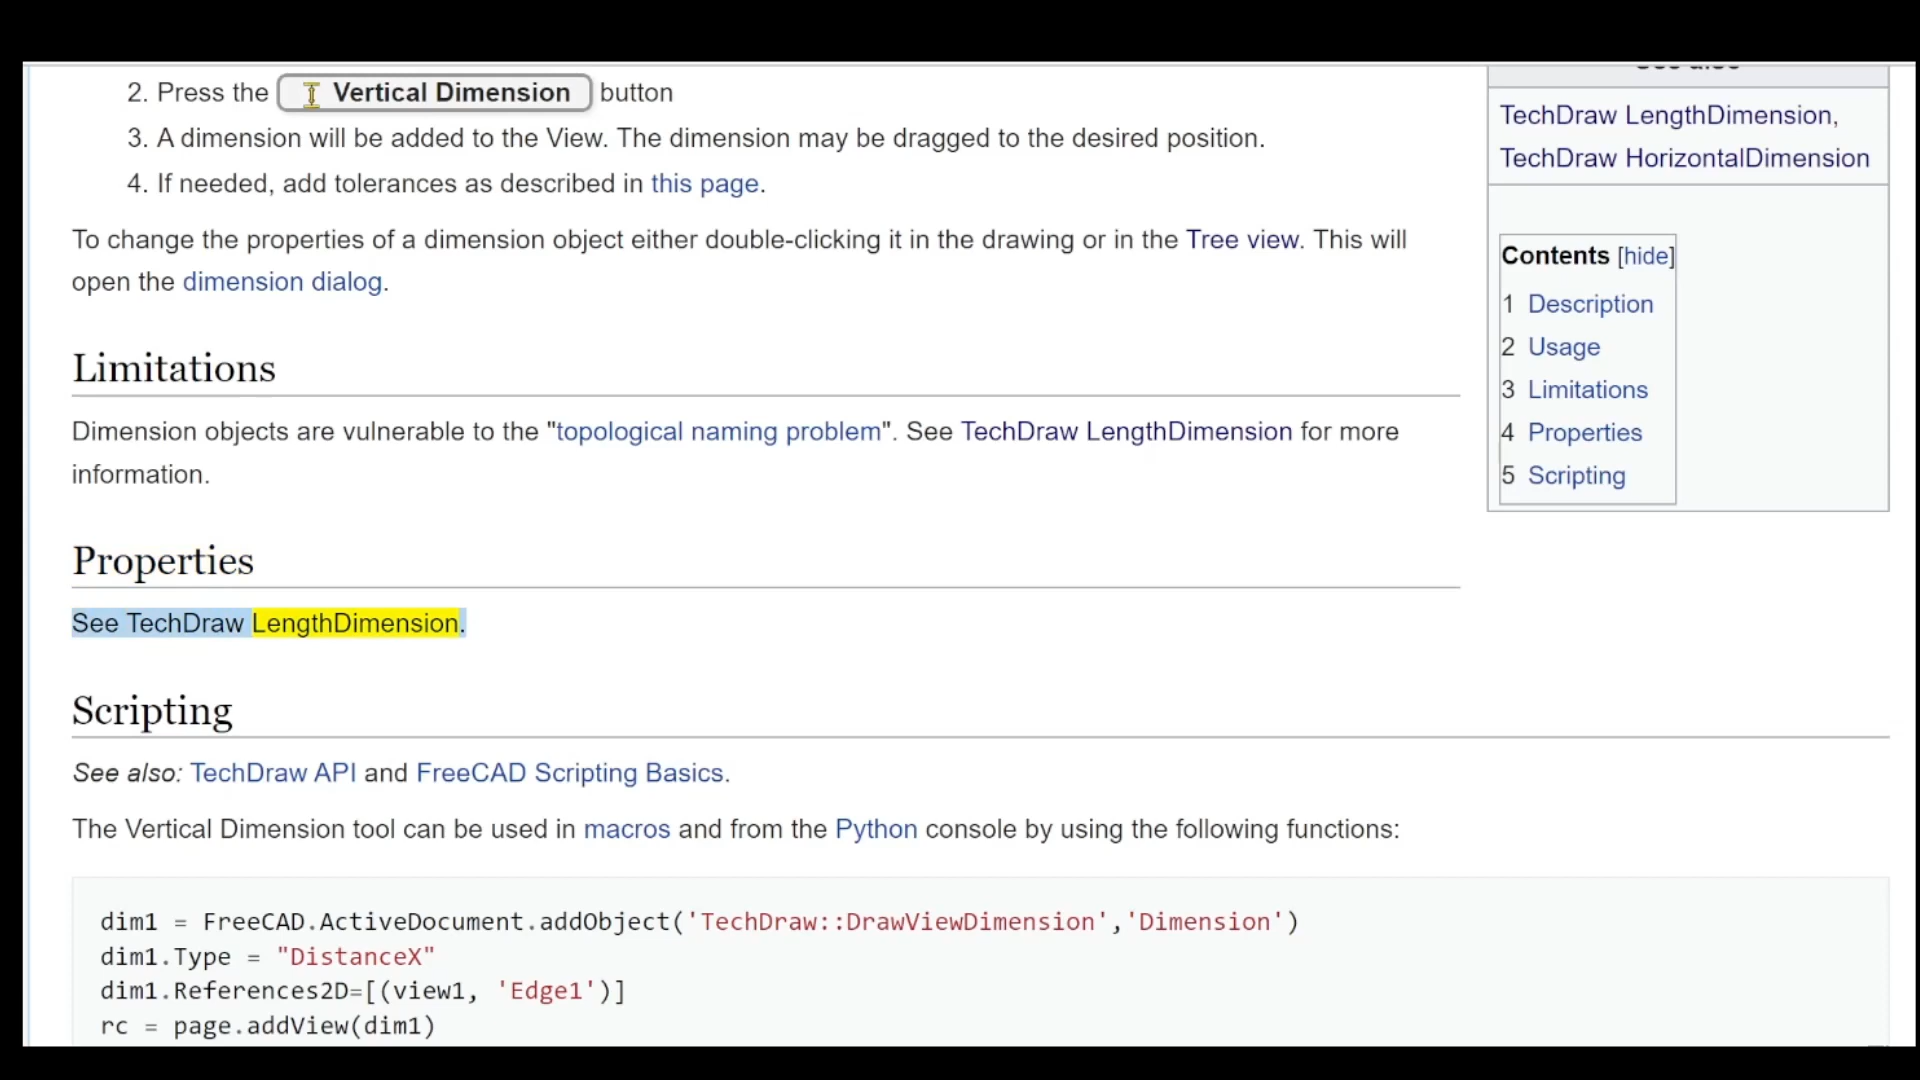 2. Press the Vertical Dimension button
3. A dimension will be added to the View. The dimension may be dragged to the desired position.
4. If needed, add tolerances as described in this page.
To change the properties of a dimension object either double-clicking it in the drawing or in the Tree view. This will
open the dimension dialog.
Limitations
Dimension objects are vulnerable to the "topological naming problem". See TechDraw LengthDimension for more
information.
Properties
See TechDraw LengthDimension.
Scripting
See also: TechDraw API and FreeCAD Scripting Basics.
The Vertical Dimension tool can be used in macros and from the Python console by using the following functions:
dim1 = FreeCAD.ActiveDocument.addObject('TechDraw::DrawViewDimension','Dimension')
dim1.Type = "DistanceX"
dim1.References2D=[(view1, 'Edge1')]
rc = page.addView(dim1)
TechDraw LengthDimension,
TechDraw HorizontalDimension
Contents [hide]
1 Description
2 Usage
3 Limitations
4 Properties
5 Scripting